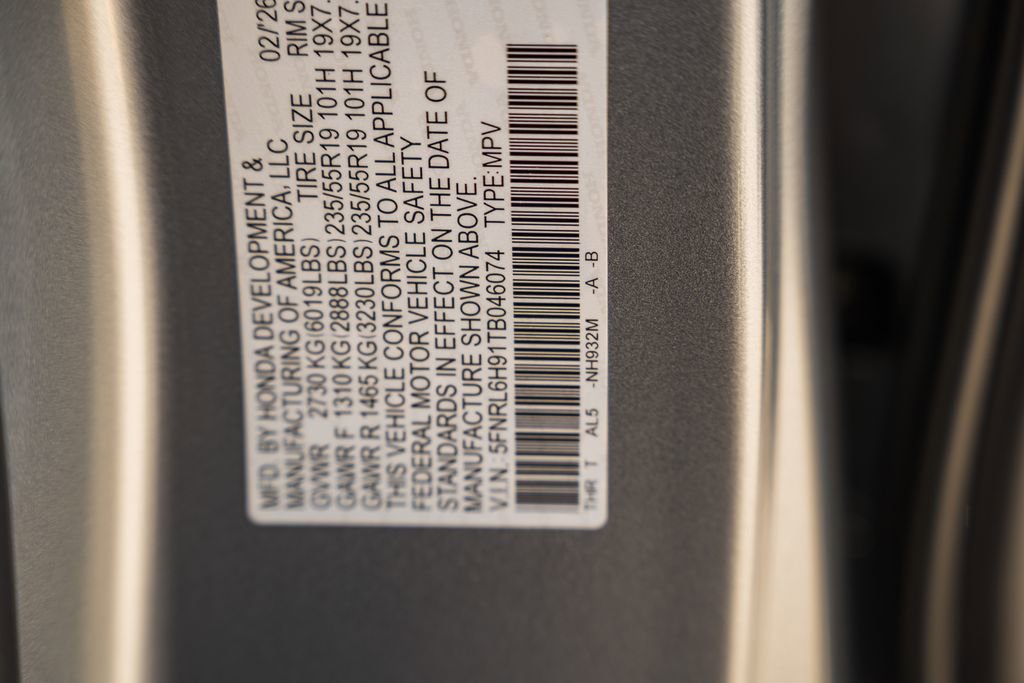 MFD. BY HONDA DEVELOPMENT & 02/'26
MANUFACTURING OF AMERICA, LLC
TIRE SIZE RIM S
GVWR 2730 KG(6019LBS)
GAWR F 1310 KG(2888LBS) 235/55R19 101H 19X7.
GAWR R 1465 KG(3230LBS) 235/55R19 101H 19X7.
THIS VEHICLE CONFORMS TO ALL APPLICABLE
FEDERAL MOTOR VEHICLE SAFETY
STANDARDS IN EFFECT ON THE DATE OF
MANUFACTURE SHOWN ABOVE.
V.I.N.:5FNRL6H91TB046074 TYPE:MPV
THR T AL5 -NH932M -A -B